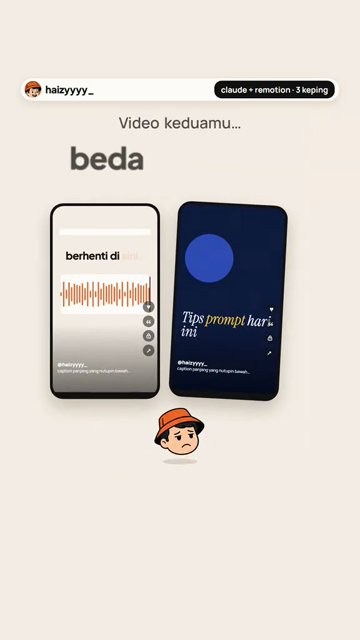 haizyyyy_
claude + remotion · 3 keping
Video keduamu...
beda
berhenti di sini.
@haizyyyy_
caption panjang yang nutupin bawah...
Tips prompt hari
ini
@haizyyyy_
caption panjang yang nutupin bawah...